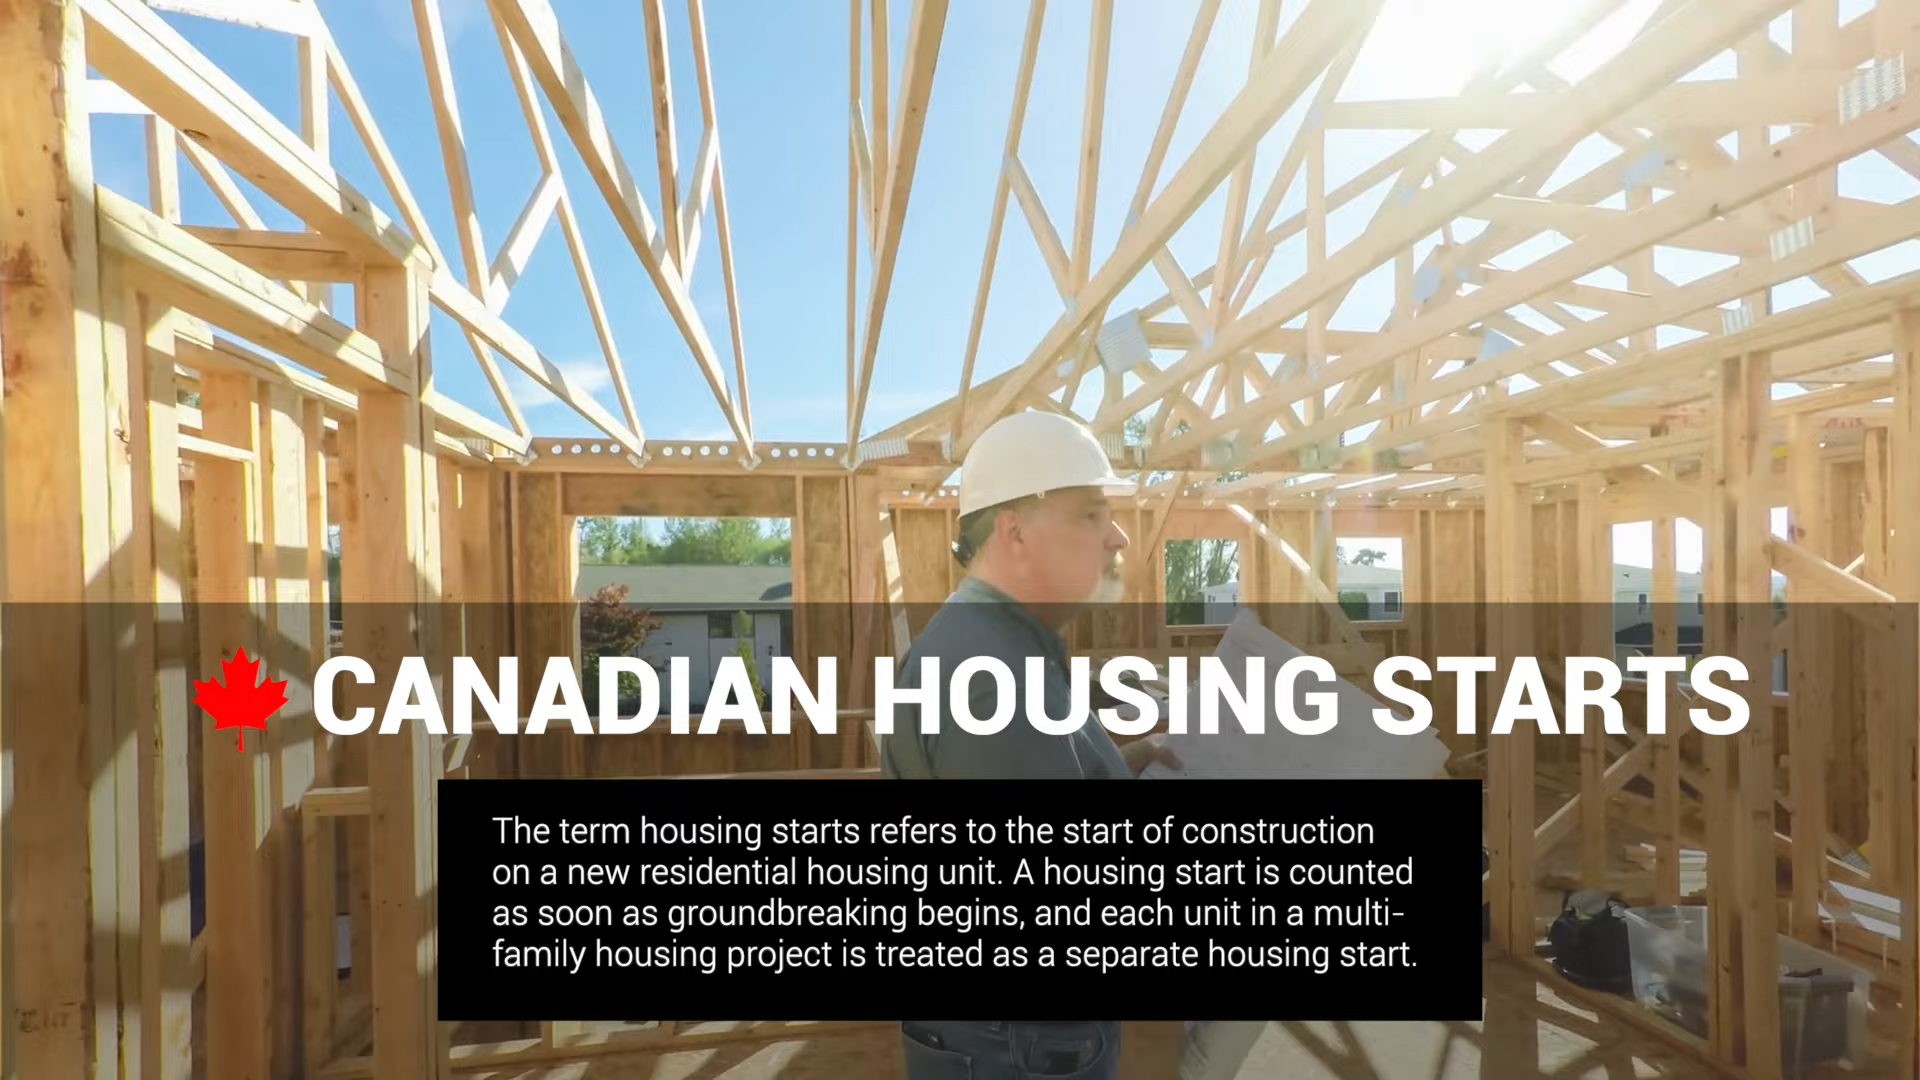 CANADIAN HOUSING STARTS
The term housing starts refers to the start of construction
on a new residential housing unit. A housing start is counted
as soon as groundbreaking begins, and each unit in a multi-
family housing project is treated as a separate housing start.